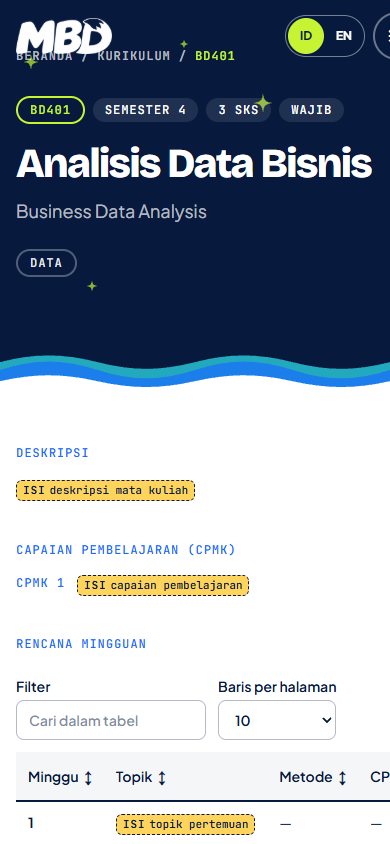 MBD
ID EN
BERANDA / KURIKULUM / BD401
BD401 SEMESTER 4 3 SKS WAJIB
Analisis Data Bisnis
Business Data Analysis
DATA
DESKRIPSI
ISI deskripsi mata kuliah
CAPAIAN PEMBELAJARAN (CPMK)
CPMK 1 ISI capaian pembelajaran
RENCANA MINGGUAN
Filter Baris per halaman
Cari dalam tabel 10
Minggu ↕ Topik ↕ Metode ↕ CP
1 ISI topik pertemuan — —